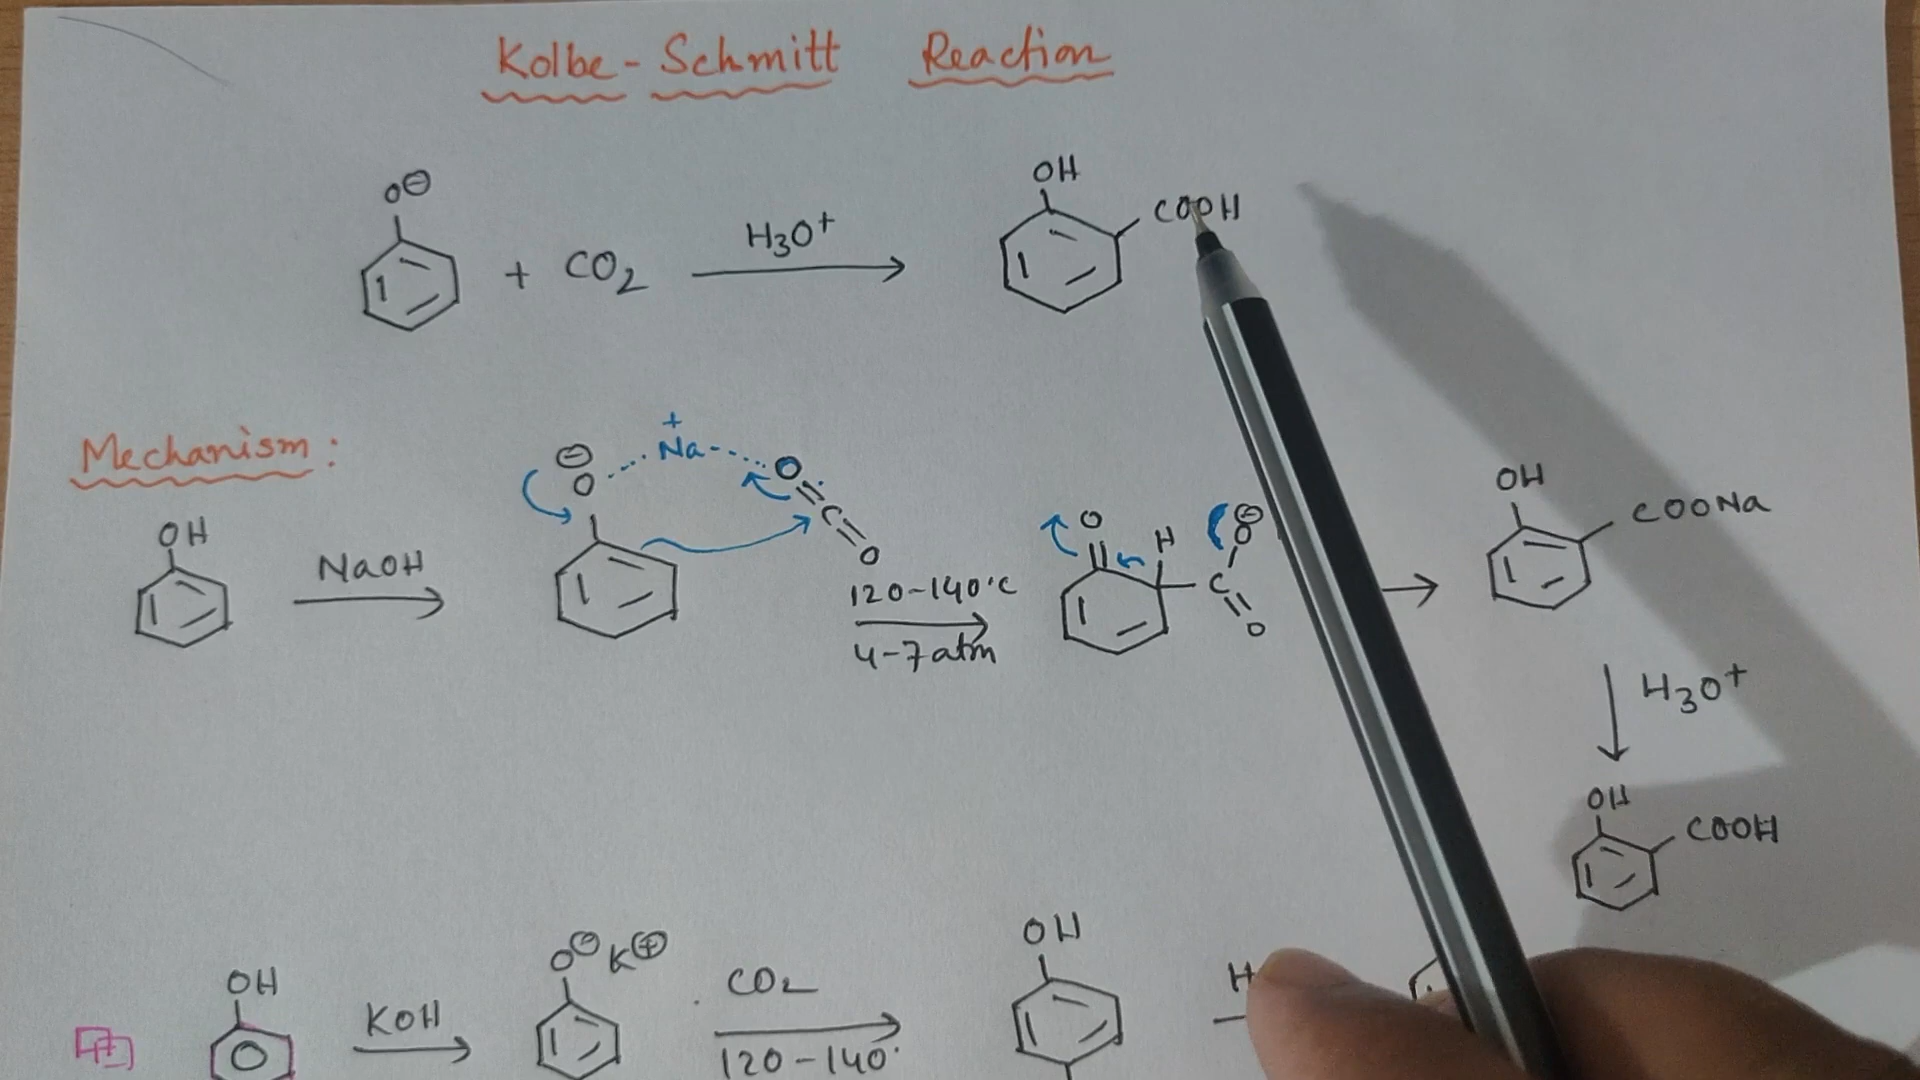 Kolbe-Schmitt Reaction
O⊖
+ CO2
H3O+
OH
COOH
Mechanism:
OH
NaOH
⊖
O
+
Na
O
C
O
120-140°C
4-7 atm
O
H
⊖
O
C
O
OH
COONa
H3O+
OH
COOH
OH
KOH
O⊖ K⊕
CO2
120-140°
OH
H